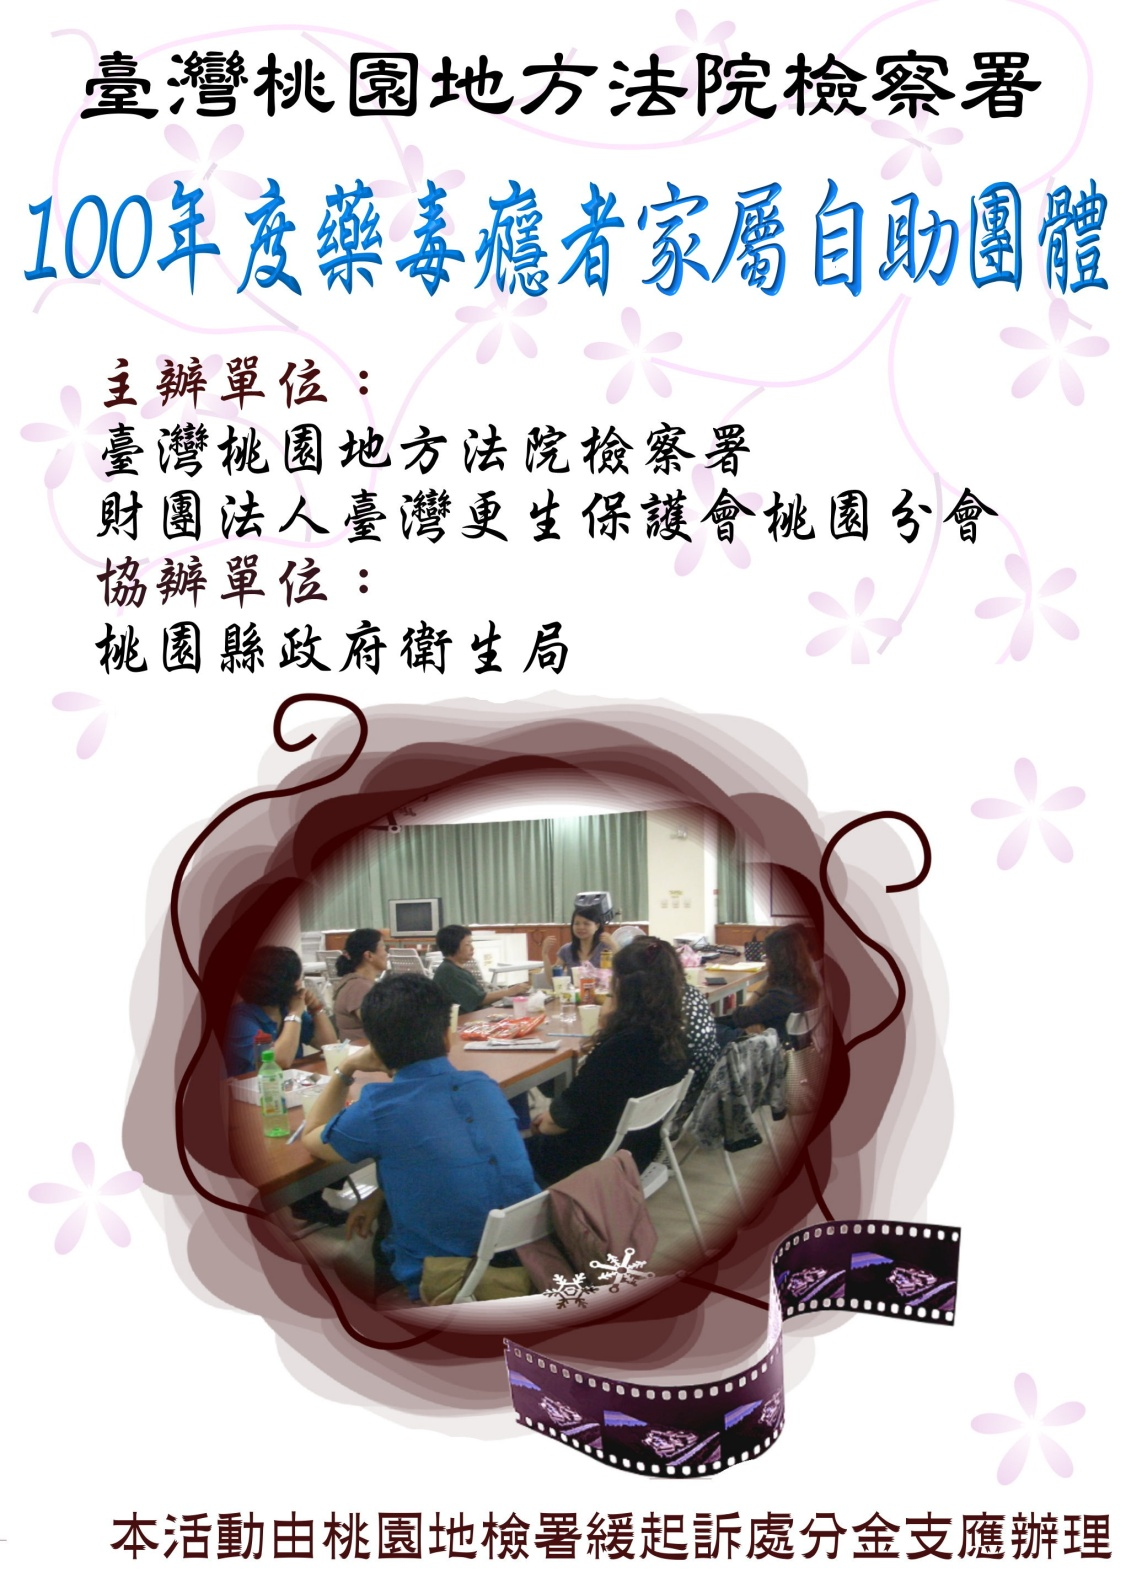 臺灣桃園地方法院檢察署
100年度藥毒癮者家屬自助團體
主辦單位：
臺灣桃園地方法院檢察署
財團法人臺灣更生保護會桃園分會
協辦單位：
桃園縣政府衛生局
本活動由桃園地檢署緩起訴處分金支應辦理